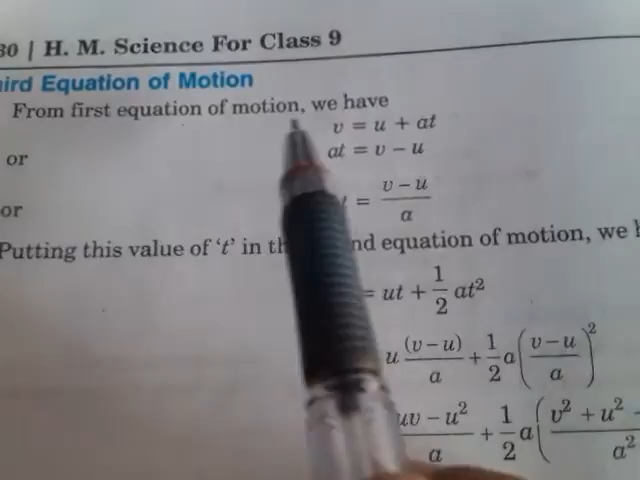 30 | H. M. Science For Class 9
ird Equation of Motion
From first equation of motion, we have
v = u + at
or at = v − u
or = (v − u)/a
Putting this value of 't' in nd equation of motion, we
= ut + 1/2 at²
u (v − u)/a + 1/2 a ((v − u)/a)²
uv − u²/a + 1/2 a (v² + u² −/a²